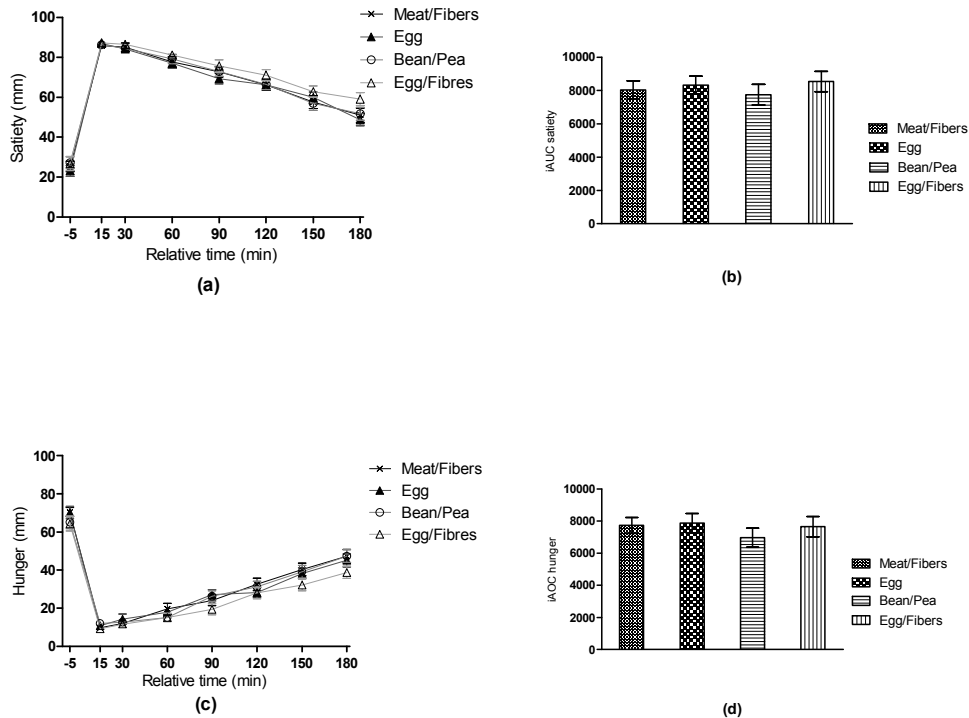 100
80
60
40
20
0
Satiety (mm)
-5 15 30 60 90 120 150 180
Relative time (min)
Meat/Fibers
Egg
Bean/Pea
Egg/Fibres
(a)
10000
8000
6000
4000
2000
0
iAUC satiety
Meat/Fibers
Egg
Bean/Pea
Egg/Fibers
(b)
100
80
60
40
20
0
Hunger (mm)
-5 15 30 60 90 120 150 180
Relative time (min)
Meat/Fibers
Egg
Bean/Pea
Egg/Fibres
(c)
10000
8000
6000
4000
2000
0
iAOC hunger
Meat/Fibers
Egg
Bean/Pea
Egg/Fibers
(d)